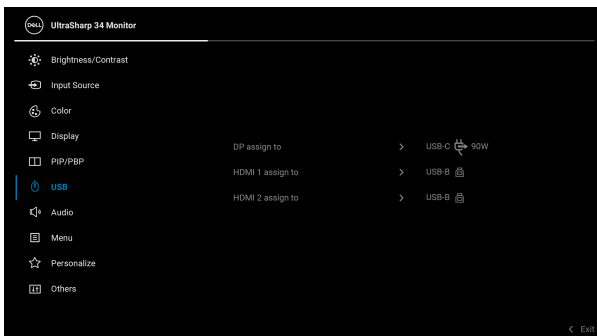 DELL UltraSharp 34 Monitor
Brightness/Contrast
Input Source
Color
Display
DP assign to > USB-C 90W
PIP/PBP
HDMI 1 assign to > USB-B
USB
HDMI 2 assign to > USB-B
Audio
Menu
Personalize
Others
< Exit